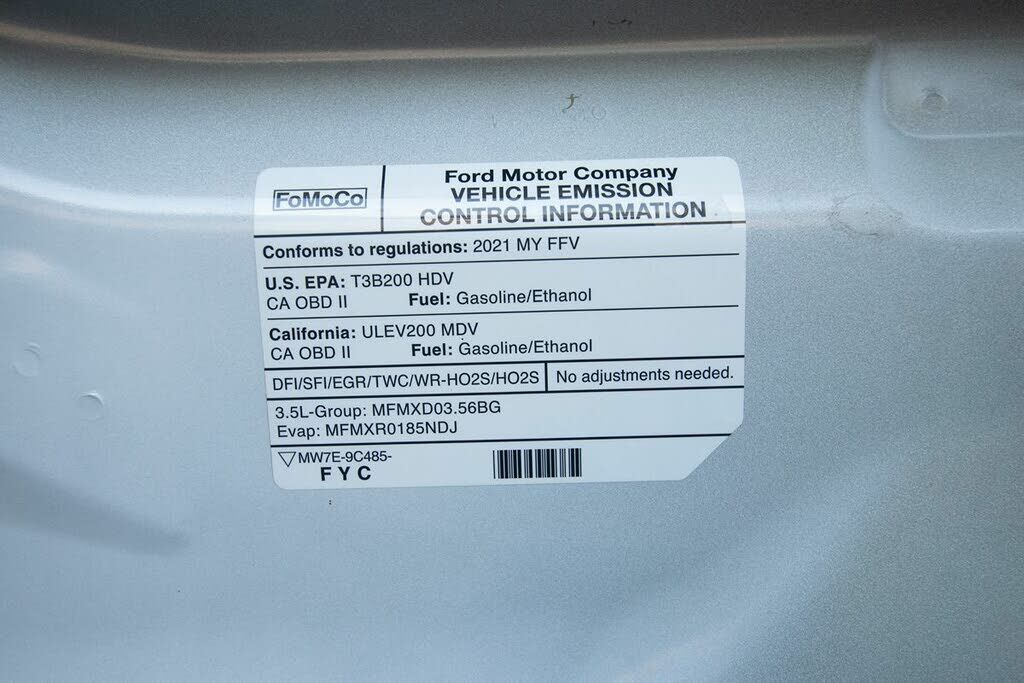 FoMoCo
Ford Motor Company
VEHICLE EMISSION
CONTROL INFORMATION
Conforms to regulations: 2021 MY FFV
U.S. EPA: T3B200 HDV
CA OBD II Fuel: Gasoline/Ethanol
California: ULEV200 MDV
CA OBD II Fuel: Gasoline/Ethanol
DFI/SFI/EGR/TWC/WR-HO2S/HO2S No adjustments needed.
3.5L-Group: MFMXD03.56BG
Evap: MFMXR0185NDJ
MW7E-9C485-
F Y C